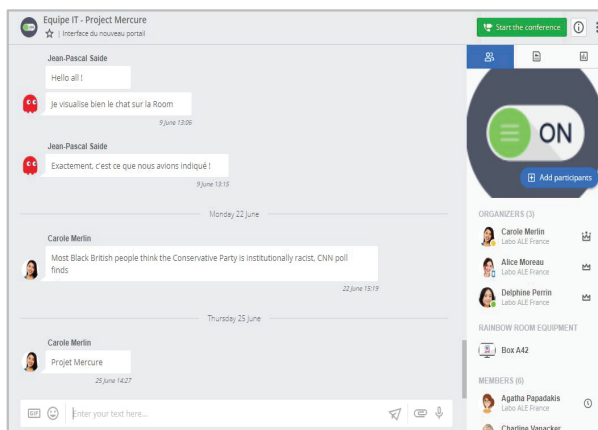 Equipe IT - Project Mercure
| Interface du nouveau portail
Start the conference
Jean-Pascal Saide
Hello all !
Je visualise bien le chat sur la Room
9 June 13:06
Jean-Pascal Saide
Exactement, c'est ce que nous avions indiqué !
9 June 13:15
Monday 22 June
Carole Merlin
Most Black British people think the Conservative Party is institutionally racist, CNN poll
finds
22 June 15:19
Thursday 25 June
Carole Merlin
Projet Mercure
25 June 14:27
GIF
Enter your text here...
ON
Add participants
ORGANIZERS (3)
Carole Merlin
Labo ALE France
Alice Moreau
Labo ALE France
Delphine Perrin
Labo ALE France
RAINBOW ROOM EQUIPMENT
Box A42
MEMBERS (6)
Agatha Papadakis
Labo ALE France
Charline Vanacker